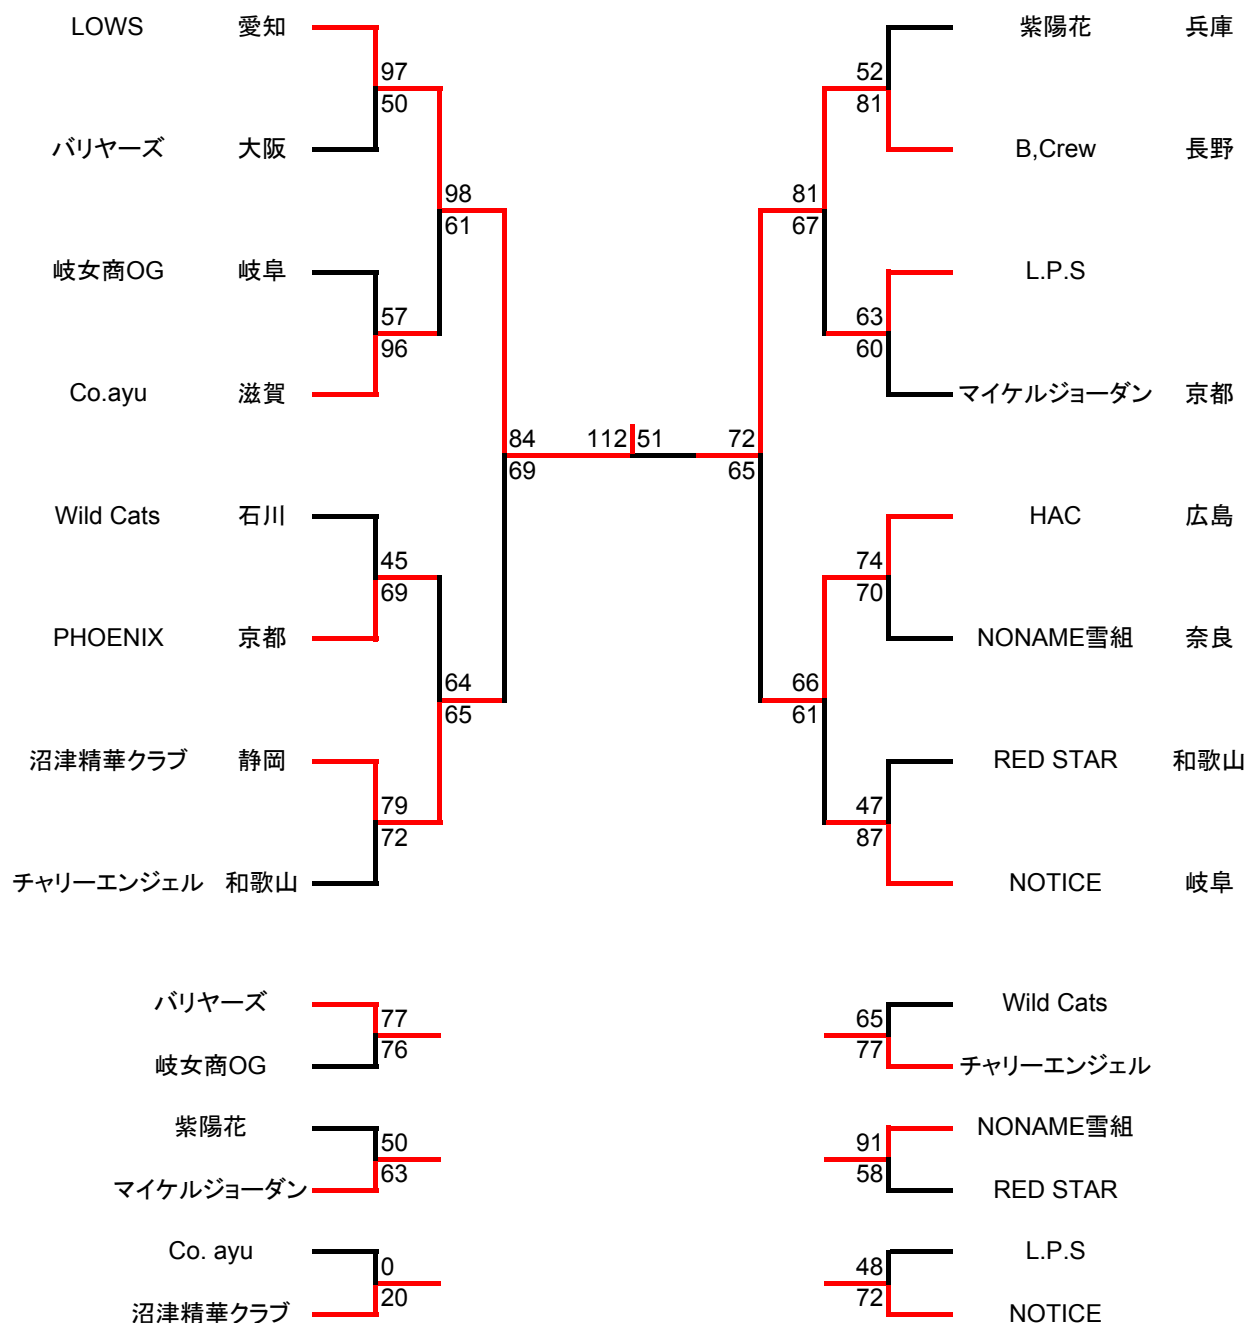 LOWS 愛知
97
50
バリヤーズ 大阪
98
61
岐女商OG 岐阜
57
96
Co.ayu 滋賀
84
69
Wild Cats 石川
45
69
PHOENIX 京都
64
65
沼津精華クラブ 静岡
79
72
チャリーエンジェル 和歌山
112 51
紫陽花 兵庫
52
81
B,Crew 長野
81
67
L.P.S
63
60
マイケルジョーダン 京都
72
65
HAC 広島
74
70
NONAME雪組 奈良
66
61
RED STAR 和歌山
47
87
NOTICE 岐阜
バリヤーズ
77
76
岐女商OG
Wild Cats
65
77
チャリーエンジェル
紫陽花
50
63
マイケルジョーダン
NONAME雪組
91
58
RED STAR
Co. ayu
0
20
沼津精華クラブ
L.P.S
48
72
NOTICE